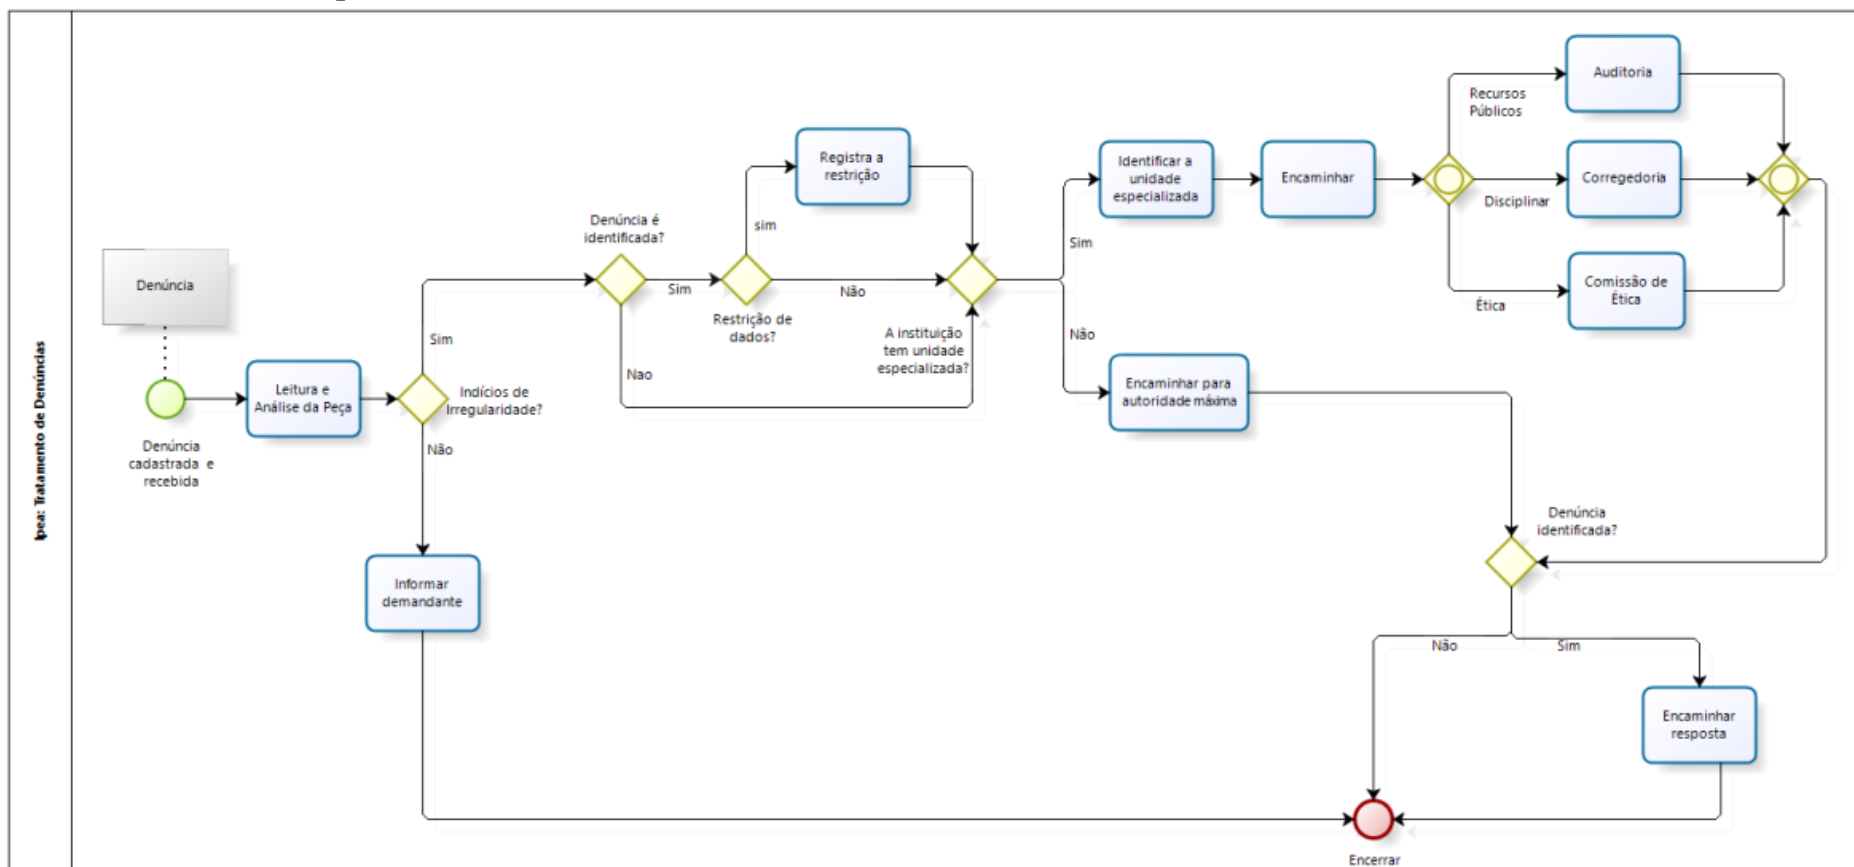 Ipea: Tratamento de Denúncias
Denúncia
Denúncia
cadastrada e
recebida
Leitura e
Análise da Peça
Indícios de
Irregularidade?
Sim
Não
Informar
demandante
Denúncia é
identificada?
Sim
Nao
Restrição de
dados?
sim
Não
Registra a
restrição
A instituição
tem unidade
especializada?
Sim
Não
Identificar a
unidade
especializada
Encaminhar
Recursos
Públicos
Disciplinar
Ética
Auditoria
Corregedoria
Comissão de
Ética
Encaminhar para
autoridade máxima
Denúncia
identificada?
Não
Sim
Encaminhar
resposta
Encerrar